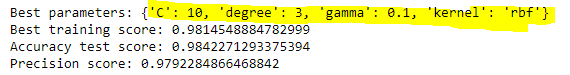 Best parameters: {'C': 10, 'degree': 3, 'gamma': 0.1, 'kernel': 'rbf'}
Best training score: 0.9814548884782999
Accuracy test score: 0.9842271293375394
Precision score: 0.9792284866468842